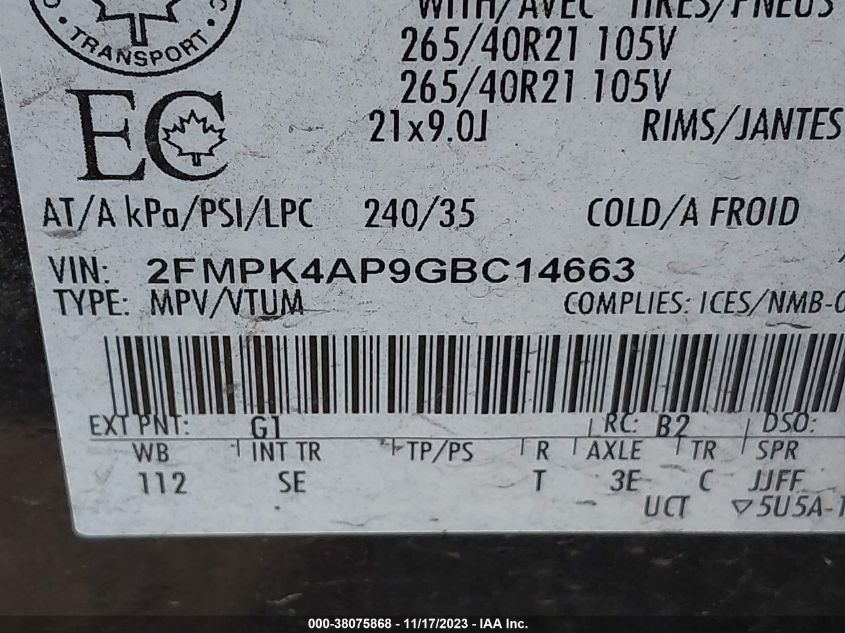 TRANSPORT
WITH/AVEC TIRES/PNEUS
265/40R21 105V
265/40R21 105V
21x9.0J RIMS/JANTES
EC
AT/A kPa/PSI/LPC 240/35 COLD/A FROID
VIN: 2FMPK4AP9GBC14663
TYPE: MPV/VTUM COMPLIES: ICES/NMB-0
EXT PNT: G1 RC: B2 DSO:
WB INT TR TP/PS R AXLE TR SPR
112 SE T 3E C JJFF
UCT ▽5U5A-1
000-38075868 - 11/17/2023 - IAA Inc.